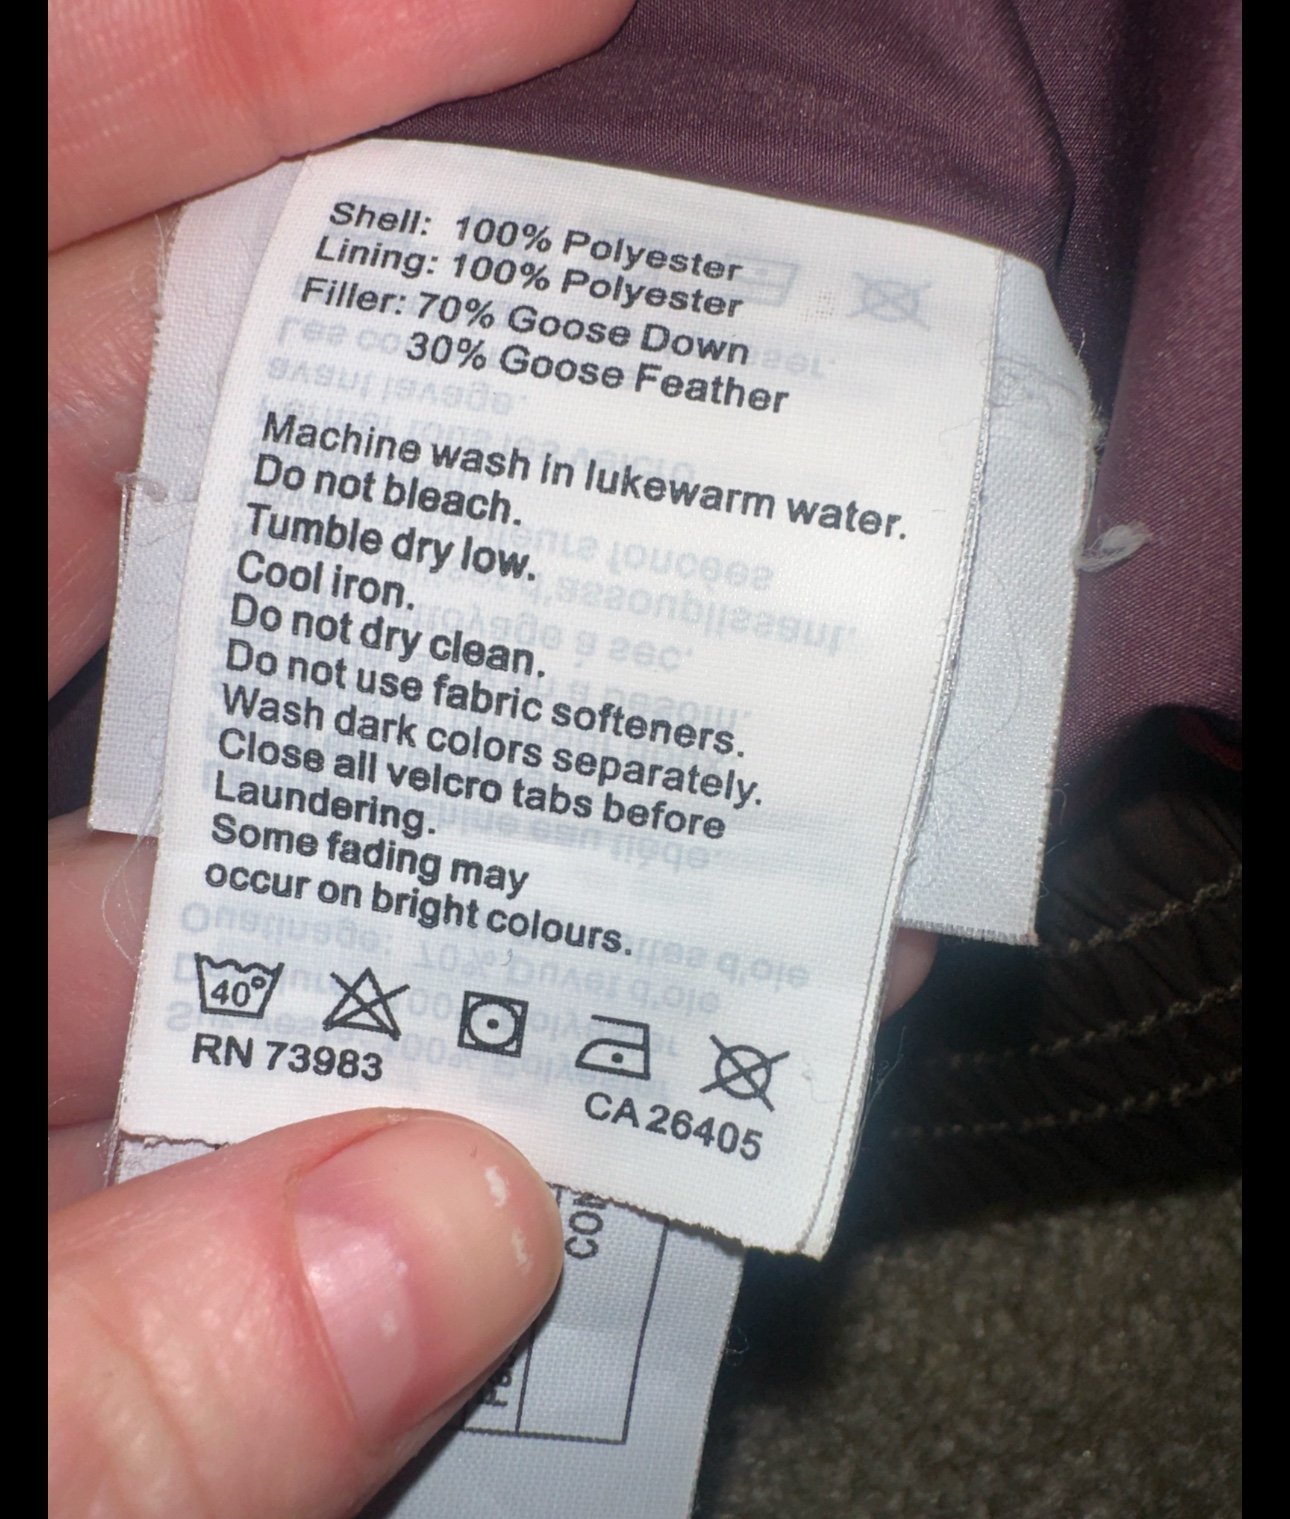 Shell: 100% Polyester
Lining: 100% Polyester
Filler: 70% Goose Down
30% Goose Feather
Machine wash in lukewarm water.
Do not bleach.
Tumble dry low.
Cool iron.
Do not dry clean.
Do not use fabric softeners.
Wash dark colors separately.
Close all velcro tabs before
Laundering.
Some fading may
occur on bright colours.
40°
RN 73983
CA 26405